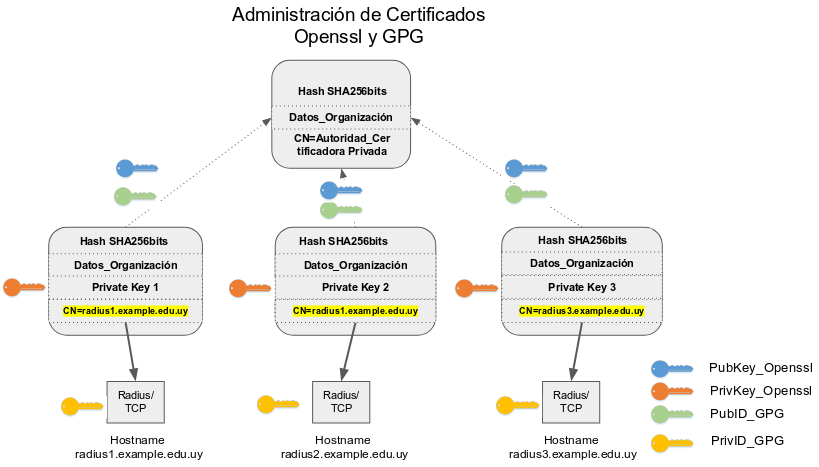 Administración de Certificados
Openssl y GPG
Hash SHA256bits
Datos_Organización
CN=Autoridad_Cer
tificadora Privada
Hash SHA256bits
Datos_Organización
Private Key 1
CN=radius1.example.edu.uy
Hash SHA256bits
Datos_Organización
Private Key 2
CN=radius1.example.edu.uy
Hash SHA256bits
Datos_Organización
Private Key 3
CN=radius3.example.edu.uy
Radius/
TCP
Hostname
radius1.example.edu.uy
Radius/
TCP
Hostname
radius2.example.edu.uy
Radius/
TCP
Hostname
radius3.example.edu.uy
PubKey_Openssl
PrivKey_Openssl
PubID_GPG
PrivID_GPG